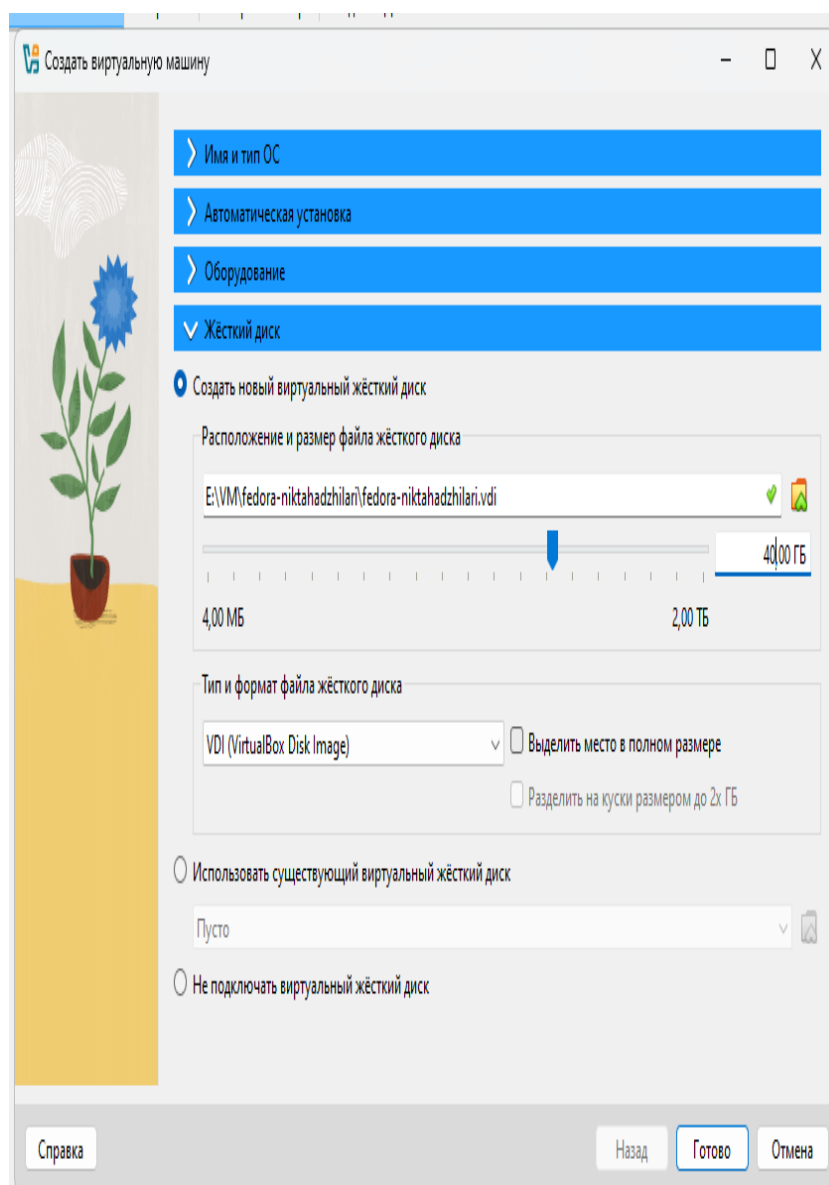 Создать виртуальную машину
Имя и тип ОС
Автоматическая установка
Оборудование
Жёсткий диск
Создать новый виртуальный жёсткий диск
Расположение и размер файла жёсткого диска
E:\VM\fedora-niktahadzhilari\fedora-niktahadzhilari.vdi
40,00 ГБ
4,00 МБ
2,00 ТБ
Тип и формат файла жёсткого диска
VDI (VirtualBox Disk Image)
Выделить место в полном размере
Разделить на куски размером до 2х ГБ
Использовать существующий виртуальный жёсткий диск
Пусто
Не подключать виртуальный жёсткий диск
Справка
Назад
Готово
Отмена